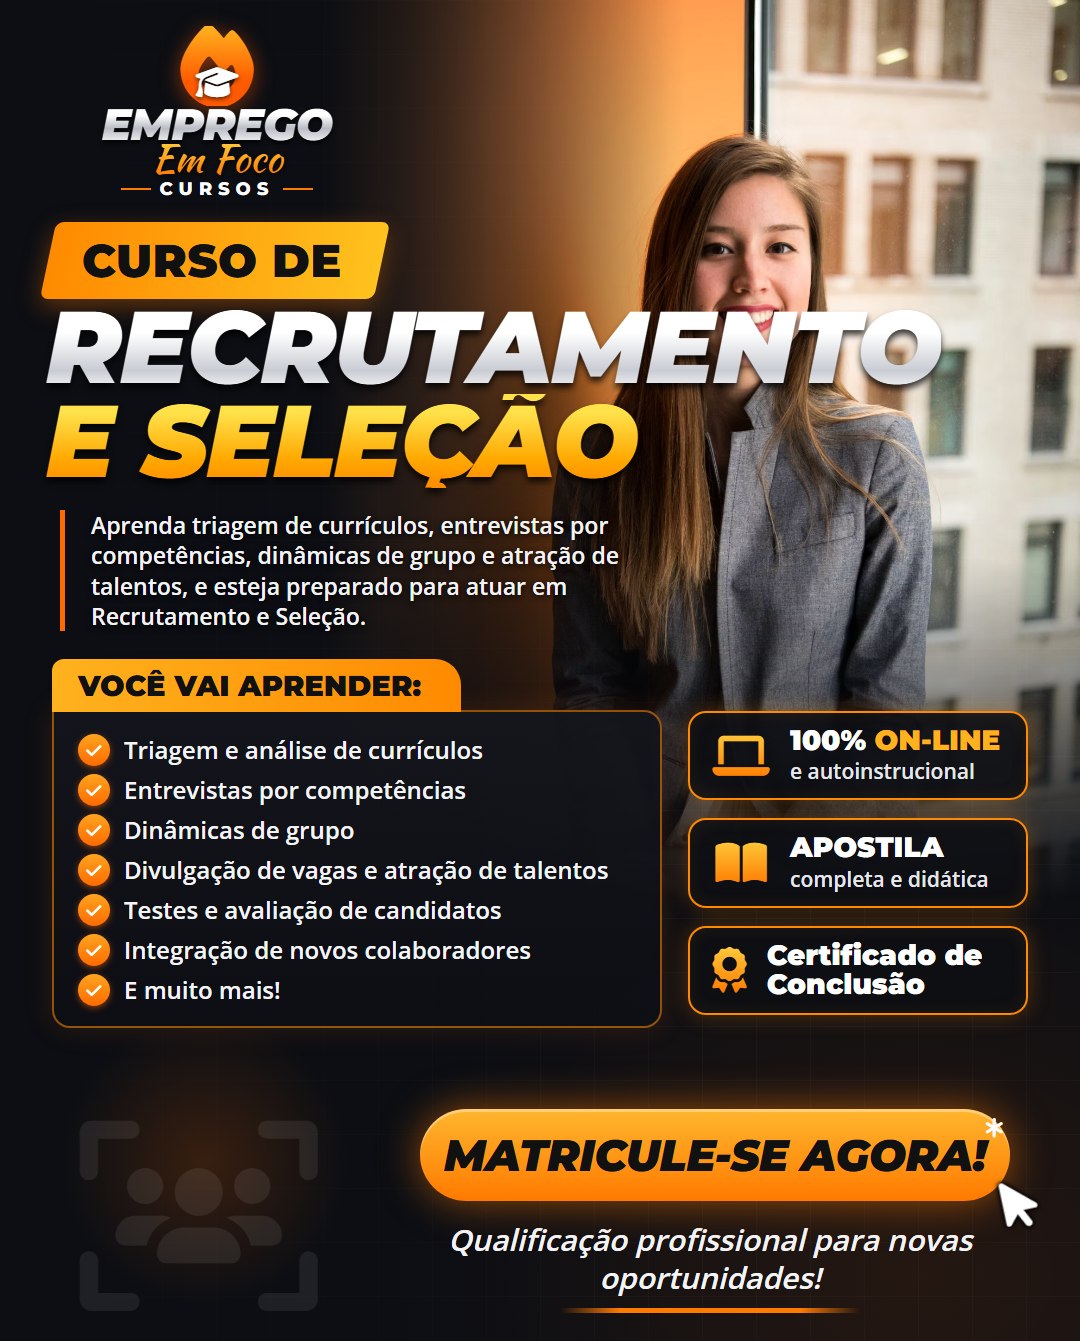 EMPREGO
Em Foco
CURSOS
CURSO DE
RECRUTAMENTO
E SELEÇÃO
Aprenda triagem de currículos, entrevistas por
competências, dinâmicas de grupo e atração de
talentos, e esteja preparado para atuar em
Recrutamento e Seleção.
VOCÊ VAI APRENDER:
Triagem e análise de currículos
Entrevistas por competências
Dinâmicas de grupo
Divulgação de vagas e atração de talentos
Testes e avaliação de candidatos
Integração de novos colaboradores
E muito mais!
100% ON-LINE
e autoinstrucional
APOSTILA
completa e didática
Certificado de
Conclusão
MATRICULE-SE AGORA!*
Qualificação profissional para novas
oportunidades!